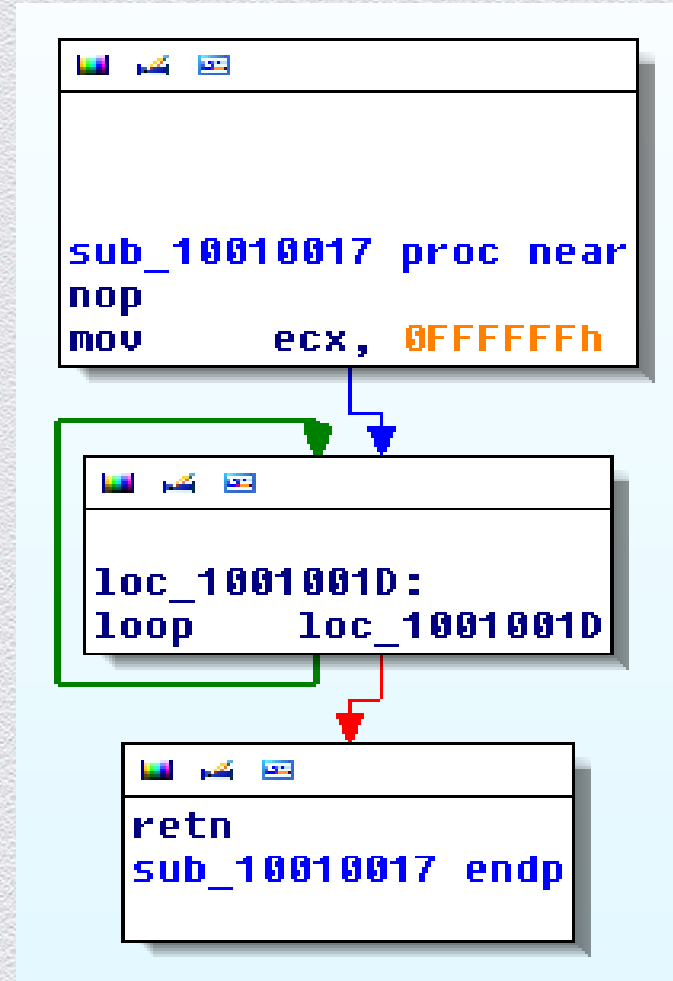 sub_10010017 proc near
nop
mov ecx, 0FFFFFFh
loc_1001001D:
loop loc_1001001D
retn
sub_10010017 endp